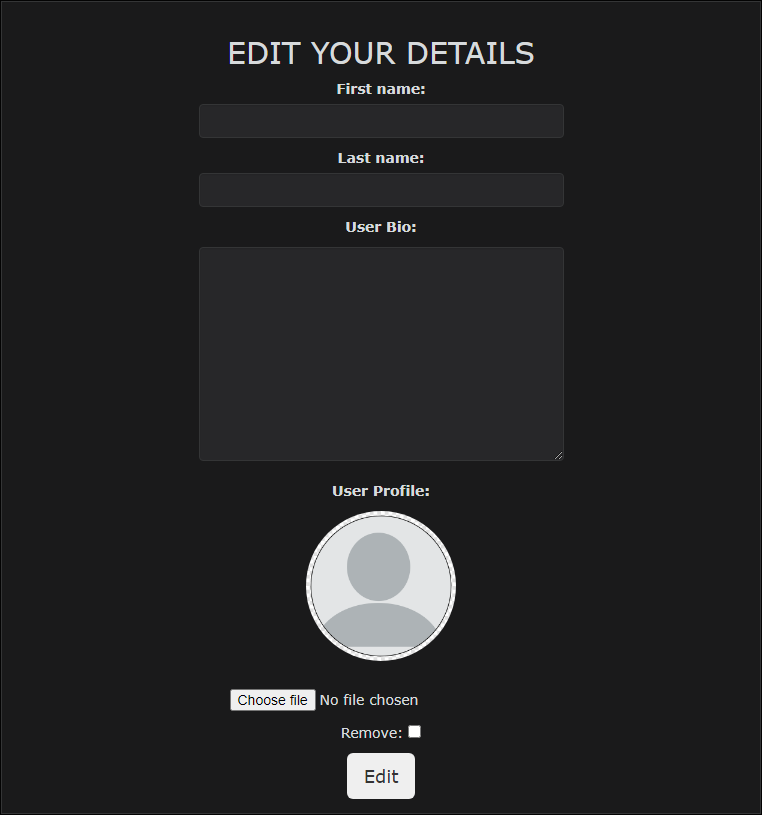 EDIT YOUR DETAILS
First name:
Last name:
User Bio:
User Profile:
Choose file No file chosen
Remove:
Edit